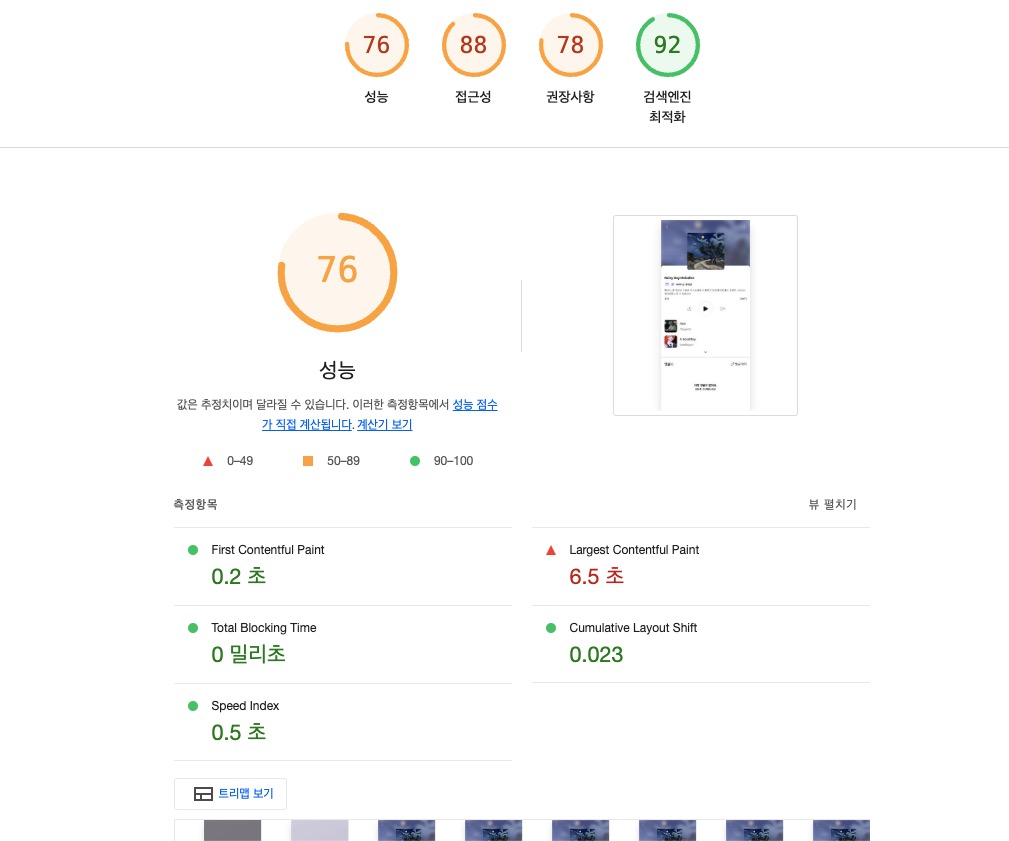 76
88
78
92
성능
접근성
권장사항
검색엔진
최적화
76
성능
값은 추정치이며 달라질 수 있습니다. 이러한 측정항목에서 성능 점수
가 직접 계산됩니다. 계산기 보기
0–49
50–89
90–100
측정항목
뷰 펼치기
First Contentful Paint
0.2 초
Largest Contentful Paint
6.5 초
Total Blocking Time
0 밀리초
Cumulative Layout Shift
0.023
Speed Index
0.5 초
트리맵 보기